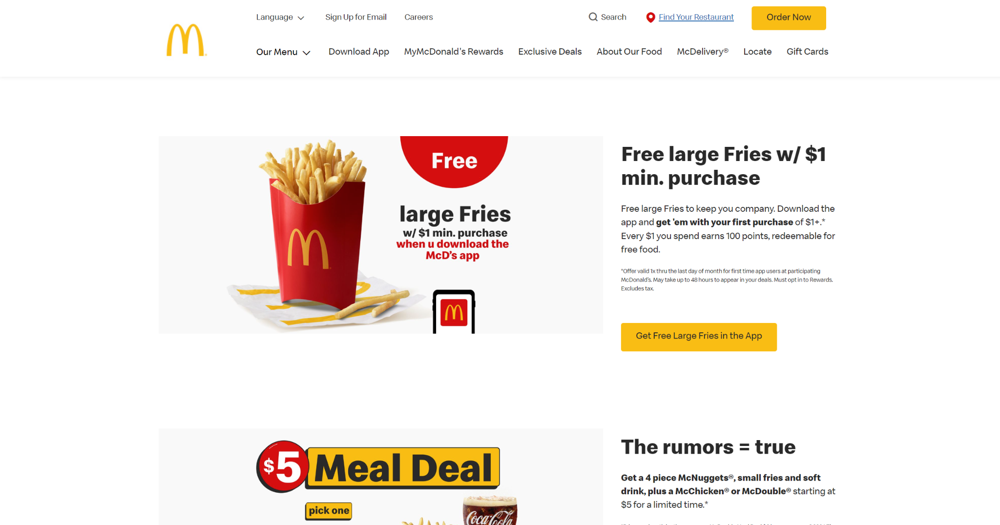 Language
Sign Up for Email
Careers
Search
Find Your Restaurant
Order Now
Our Menu
Download App
MyMcDonald's Rewards
Exclusive Deals
About Our Food
McDelivery®
Locate
Gift Cards
Free
large Fries
w/ $1 min. purchase
when u download the
McD's app
Free large Fries w/ $1
min. purchase
Free large Fries to keep you company. Download the
app and get 'em with your first purchase of $1+.*
Every $1 you spend earns 100 points, redeemable for
free food.
*Offer valid 1x thru the last day of month for first time app users at participating
McDonald's. May take up to 48 hours to appear in your deals. Must opt in to Rewards.
Excludes tax.
Get Free Large Fries in the App
$5 Meal Deal
pick one
Coca-Cola
The rumors = true
Get a 4 piece McNuggets®, small fries and soft
drink, plus a McChicken® or McDouble® starting at
$5 for a limited time.*